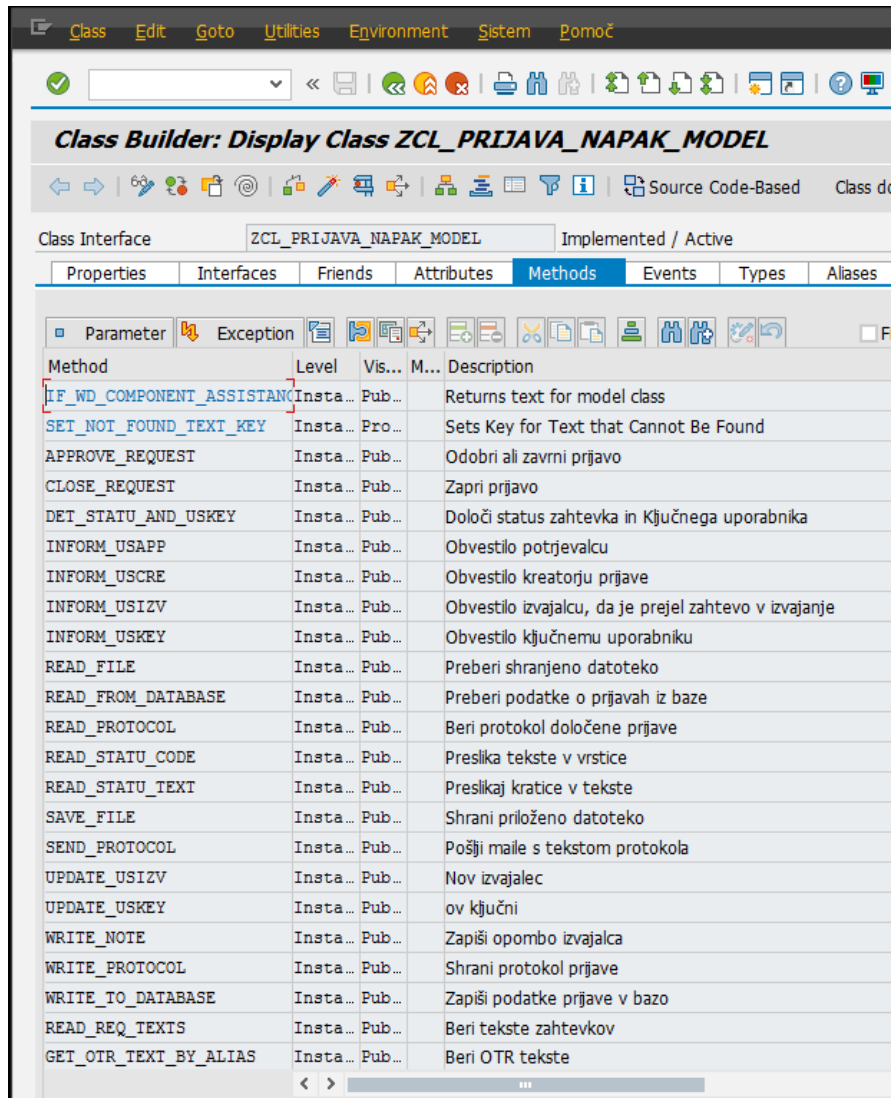 Class Edit Goto Utilities Environment Sistem Pomoč
Class Builder: Display Class ZCL_PRIJAVA_NAPAK_MODEL
Source Code-Based Class do
Class Interface ZCL_PRIJAVA_NAPAK_MODEL Implemented / Active
Properties Interfaces Friends Attributes Methods Events Types Aliases
Parameter Exception Fi
Method Level Vis... M... Description
IF_WD_COMPONENT_ASSISTANC Insta… Pub… Returns text for model class
SET_NOT_FOUND_TEXT_KEY Insta… Pro… Sets Key for Text that Cannot Be Found
APPROVE_REQUEST Insta… Pub… Odobri ali zavrni prijavo
CLOSE_REQUEST Insta… Pub… Zapri prijavo
DET_STATU_AND_USKEY Insta… Pub… Določi status zahtevka in Ključnega uporabnika
INFORM_USAPP Insta… Pub… Obvestilo potrjevalcu
INFORM_USCRE Insta… Pub… Obvestilo kreatorju prijave
INFORM_USIZV Insta… Pub… Obvestilo izvajalcu, da je prejel zahtevo v izvajanje
INFORM_USKEY Insta… Pub… Obvestilo ključnemu uporabniku
READ_FILE Insta… Pub… Preberi shranjeno datoteko
READ_FROM_DATABASE Insta… Pub… Preberi podatke o prijavah iz baze
READ_PROTOCOL Insta… Pub… Beri protokol določene prijave
READ_STATU_CODE Insta… Pub… Preslika tekste v vrstice
READ_STATU_TEXT Insta… Pub… Preslikaj kratice v tekste
SAVE_FILE Insta… Pub… Shrani priloženo datoteko
SEND_PROTOCOL Insta… Pub… Pošlji maile s tekstom protokola
UPDATE_USIZV Insta… Pub… Nov izvajalec
UPDATE_USKEY Insta… Pub… ov ključni
WRITE_NOTE Insta… Pub… Zapiši opombo izvajalca
WRITE_PROTOCOL Insta… Pub… Shrani protokol prijave
WRITE_TO_DATABASE Insta… Pub… Zapiši podatke prijave v bazo
READ_REQ_TEXTS Insta… Pub… Beri tekste zahtevkov
GET_OTR_TEXT_BY_ALIAS Insta… Pub… Beri OTR tekste